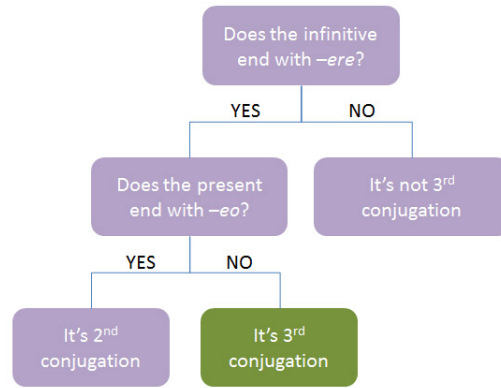 Does the infinitive
end with –ere?
YES
NO
Does the present
end with –eo?
It's not 3rd
conjugation
YES
NO
It's 2nd
conjugation
It's 3rd
conjugation